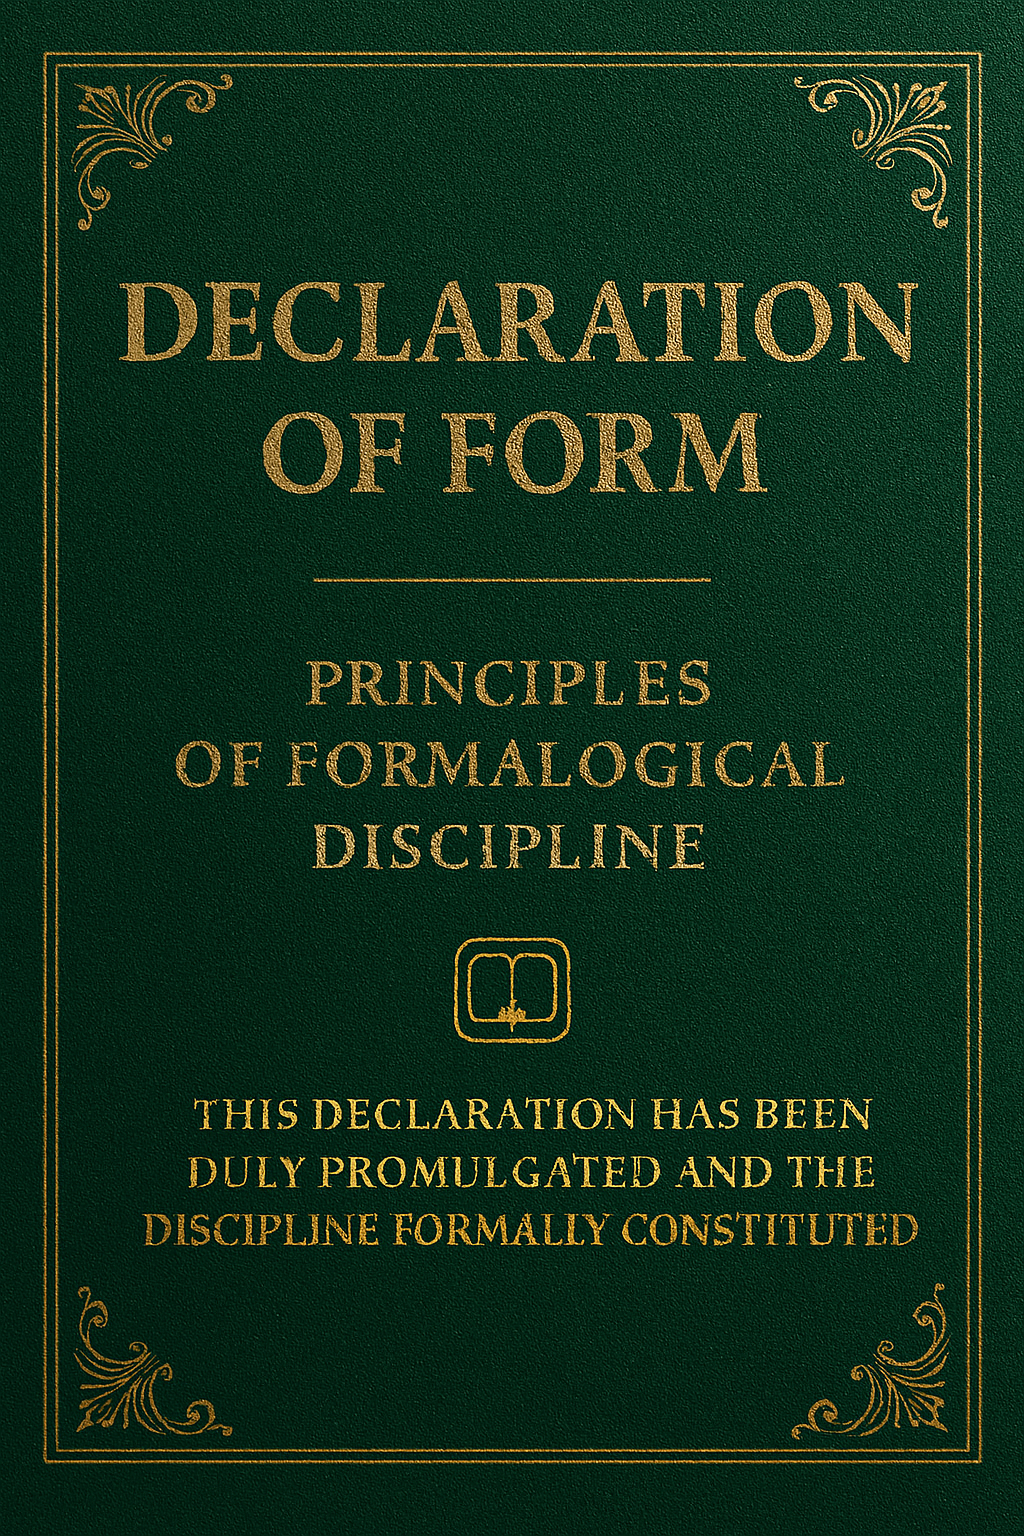 DECLARATION
OF FORM
PRINCIPLES
OF FORMALOGICAL
DISCIPLINE
THIS DECLARATION HAS BEEN
DULY PROMULGATED AND THE
DISCIPLINE FORMALLY CONSTITUTED